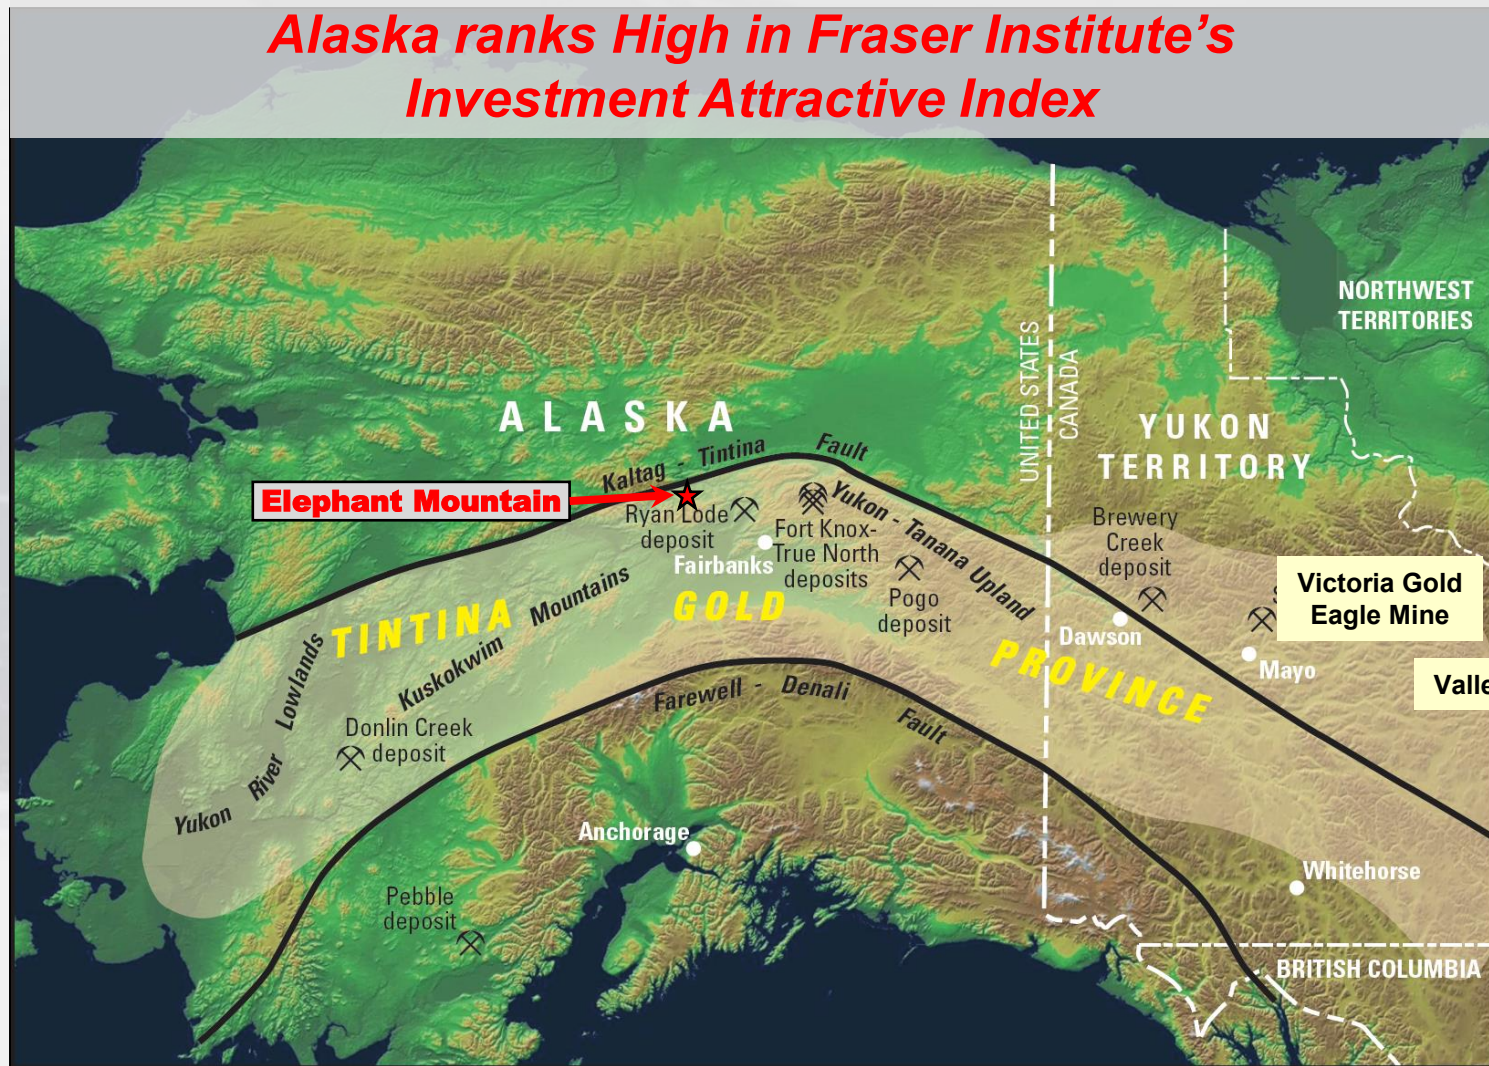 Alaska ranks High in Fraser Institute's
Investment Attractive Index
NORTHWEST
TERRITORIES
UNITED STATES
CANADA
ALASKA
YUKON
TERRITORY
Kaltag - Tintina Fault
Elephant Mountain
Ryan Lode
deposit
Fort Knox-
True North
deposits
Yukon - Tanana Upland
Brewery
Creek
deposit
Fairbanks
Pogo
deposit
Victoria Gold
Eagle Mine
TINTINA
GOLD
PROVINCE
Kuskokwim Mountains
Dawson
Mayo
Yukon River Lowlands
Donlin Creek
deposit
Farewell - Denali Fault
Anchorage
Pebble
deposit
Whitehorse
BRITISH COLUMBIA